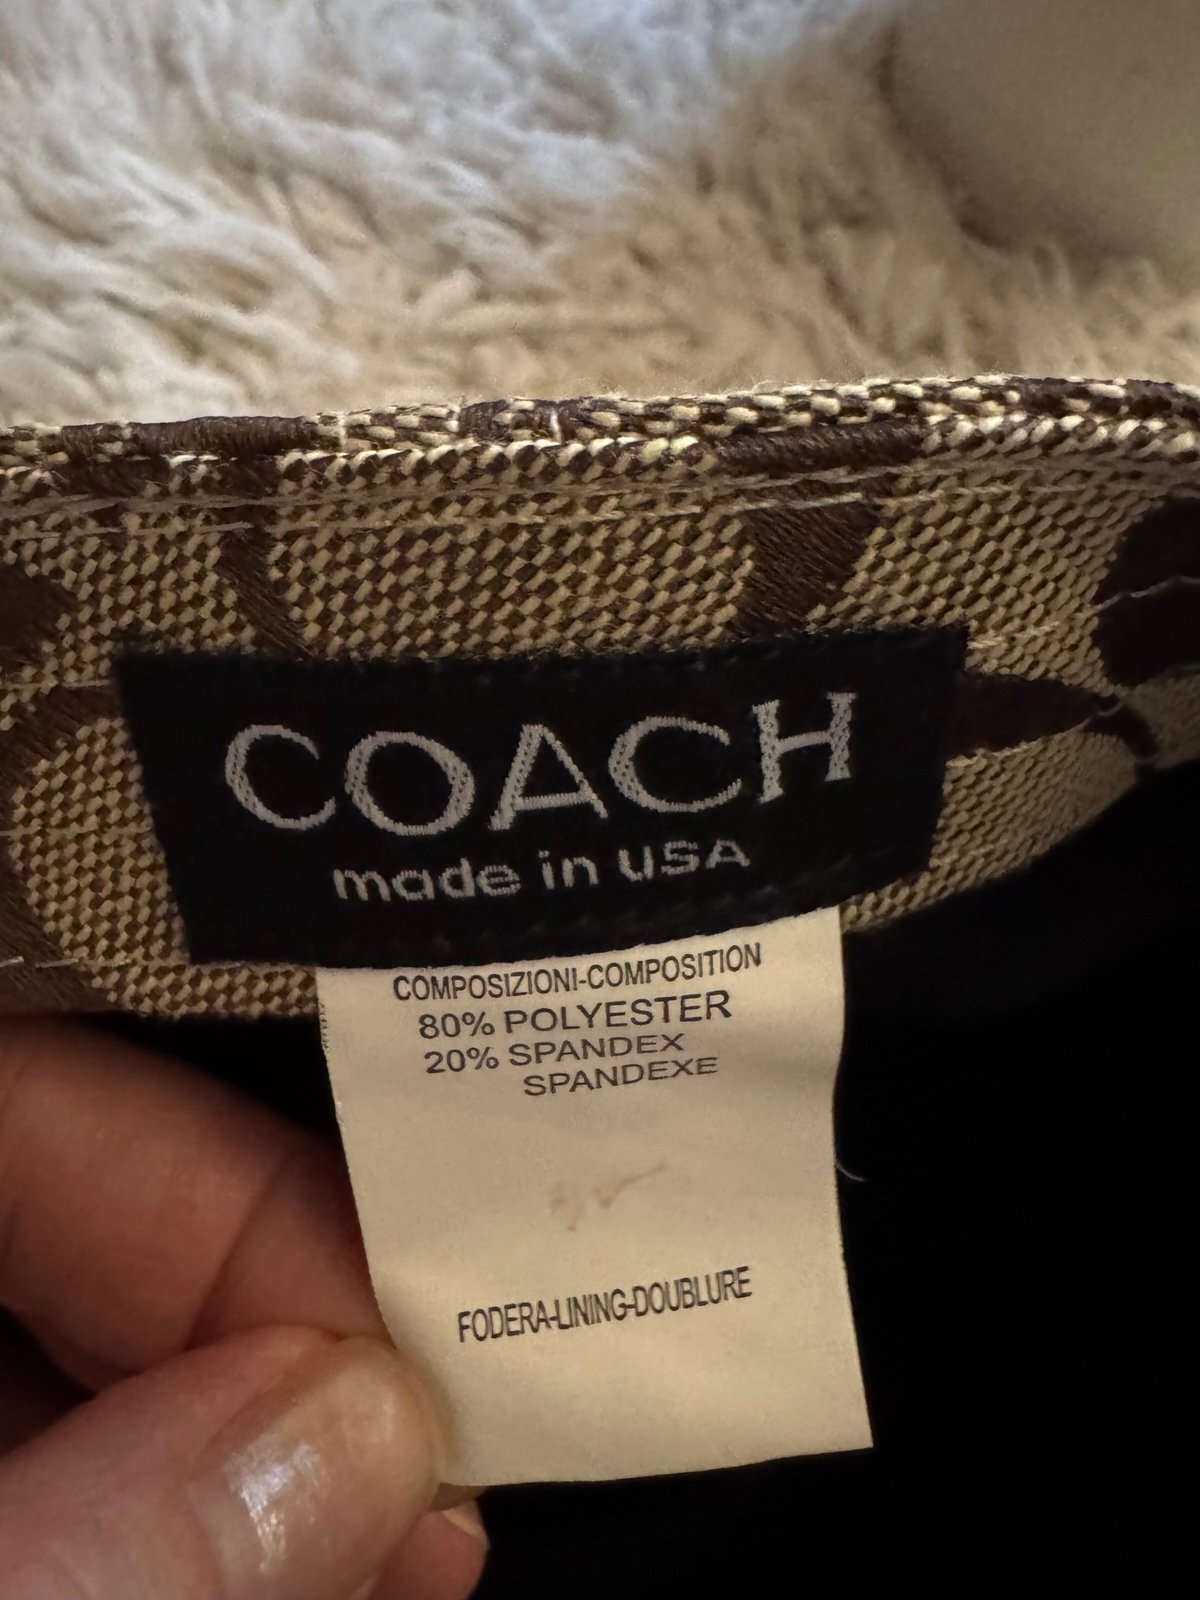 COACH
made in USA
COMPOSIZIONI-COMPOSITION
80% POLYESTER
20% SPANDEX
SPANDEXE
FODERA-LINING-DOUBLURE